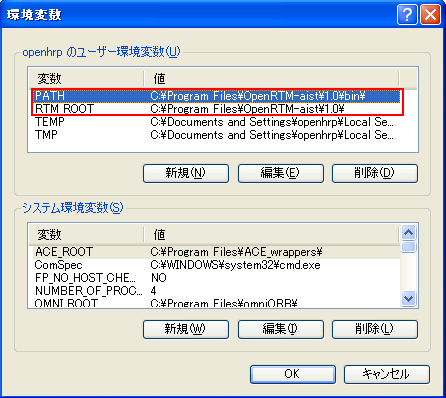 環境変数
openhrp のユーザー環境変数(U)
変数 値
PATH C:¥Program Files¥OpenRTM-aist¥1.0¥bin¥
RTM_ROOT C:¥Program Files¥OpenRTM-aist¥1.0¥
TEMP C:¥Documents and Settings¥openhrp¥Local Se...
TMP C:¥Documents and Settings¥openhrp¥Local Se...
新規(N) 編集(E) 削除(D)
システム環境変数(S)
変数 値
ACE_ROOT C:¥Program Files¥ACE_wrappers¥
ComSpec C:¥WINDOWS¥system32¥cmd.exe
FP_NO_HOST_CHE... NO
NUMBER_OF_PROC... 4
OMNI_ROOT C:¥Program Files¥omniORB¥
新規(W) 編集(I) 削除(L)
OK キャンセル